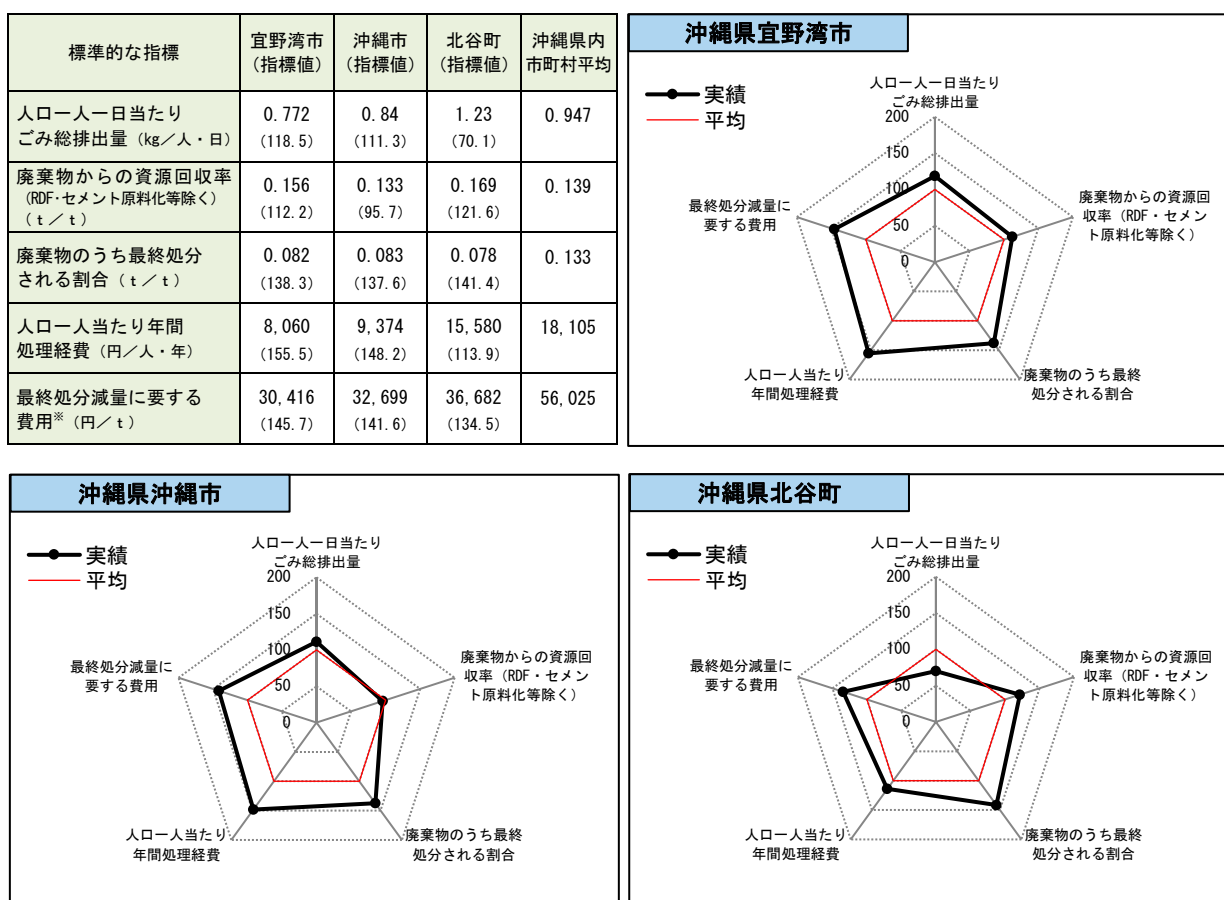 標準的な指標
宜野湾市
(指標値)
沖縄市
(指標値)
北谷町
(指標値)
沖縄県内
市町村平均
人口一人一日当たり
ごみ総排出量（kg／人・日）
0.772
(118.5)
0.84
(111.3)
1.23
(70.1)
0.947
廃棄物からの資源回収率
（RDF･セメント原料化等除く）
（ｔ／ｔ）
0.156
(112.2)
0.133
(95.7)
0.169
(121.6)
0.139
廃棄物のうち最終処分
される割合（ｔ／ｔ）
0.082
(138.3)
0.083
(137.6)
0.078
(141.4)
0.133
人口一人当たり年間
処理経費（円／人・年）
8,060
(155.5)
9,374
(148.2)
15,580
(113.9)
18,105
最終処分減量に要する
費用※（円／ｔ）
30,416
(145.7)
32,699
(141.6)
36,682
(134.5)
56,025
沖縄県宜野湾市
実績
平均
人口一人一日当たり
ごみ総排出量
200
150
100
50
0
廃棄物からの資源回
収率（RDF・セメン
ト原料化等除く）
最終処分減量に
要する費用
人口一人当たり
年間処理経費
廃棄物のうち最終
処分される割合
沖縄県沖縄市
実績
平均
人口一人一日当たり
ごみ総排出量
200
150
100
50
0
廃棄物からの資源回
収率（RDF・セメン
ト原料化等除く）
最終処分減量に
要する費用
人口一人当たり
年間処理経費
廃棄物のうち最終
処分される割合
沖縄県北谷町
実績
平均
人口一人一日当たり
ごみ総排出量
200
150
100
50
0
廃棄物からの資源回
収率（RDF・セメン
ト原料化等除く）
最終処分減量に
要する費用
人口一人当たり
年間処理経費
廃棄物のうち最終
処分される割合